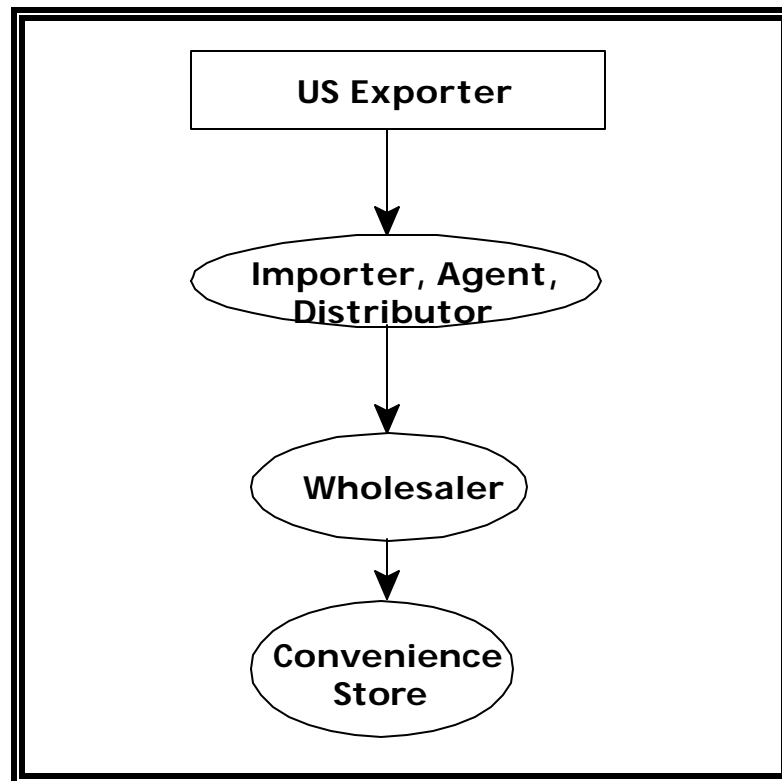 US Exporter
Importer, Agent,
Distributor
Wholesaler
Convenience
Store